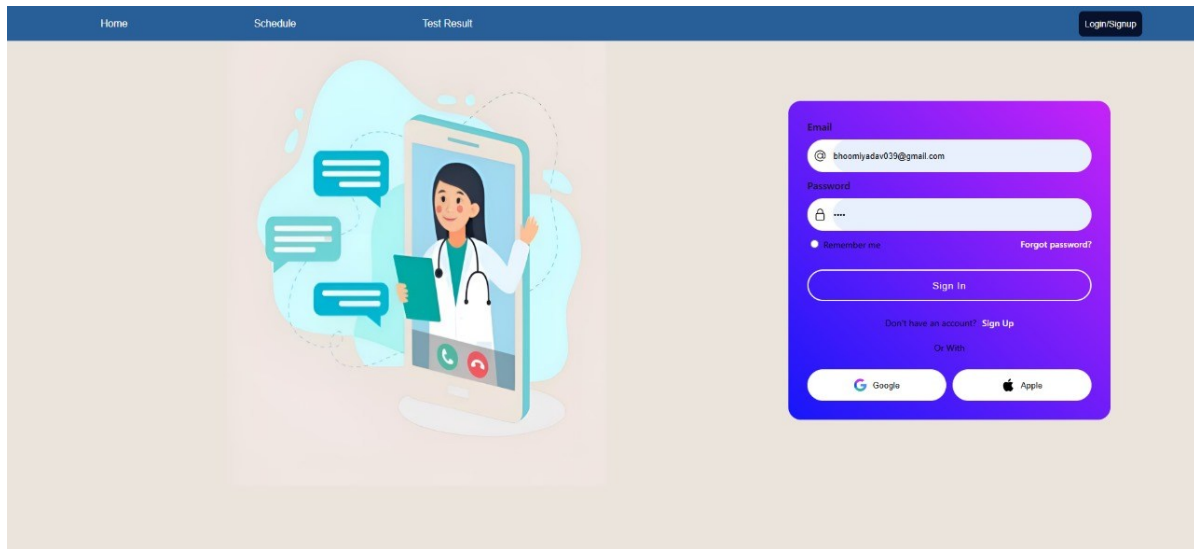 Home Schedule Test Result Login/Signup
Email
@ bhoomiyadav039@gmail.com
Password
••••
Remember me Forgot password?
Sign In
Don't have an account? Sign Up
Or With
Google Apple